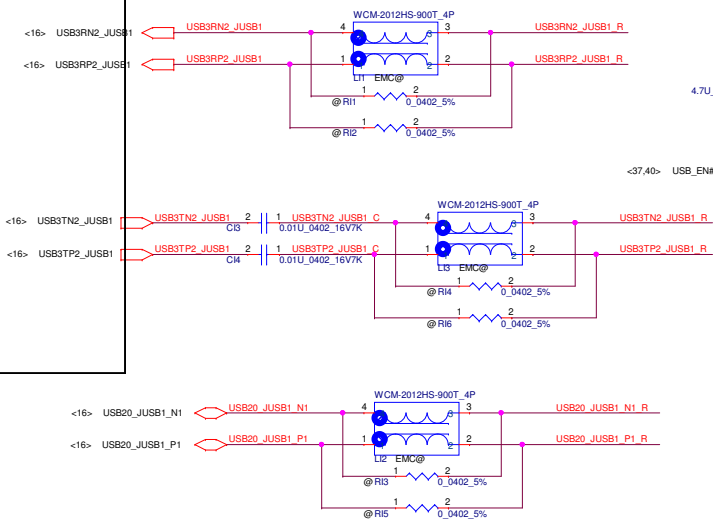 WCM-2012HS-900T_4P
<16> USB3RN2_JUSB1 USB3RN2_JUSB1 4 3 USB3RN2_JUSB1_R
<16> USB3RP2_JUSB1 USB3RP2_JUSB1 1 2 2 USB3RP2_JUSB1_R
LI1 EMC@
1 2
@ RI1 0_0402_5%
4.7U_
1 2
@ RI2 0_0402_5%
<37,40> USB_EN#
WCM-2012HS-900T_4P
<16> USB3TN2_JUSB1 USB3TN2_JUSB1 2 1 USB3TN2_JUSB1_C 4 3 USB3TN2_JUSB1_R
CI3 0.01U_0402_16V7K
<16> USB3TP2_JUSB1 USB3TP2_JUSB1 2 1 USB3TP2_JUSB1_C 1 2 2 USB3TP2_JUSB1_R
CI4 0.01U_0402_16V7K
LI3 EMC@
1 2
@ RI4 0_0402_5%
1 2
@ RI6 0_0402_5%
WCM-2012HS-900T_4P
<16> USB20_JUSB1_N1 USB20_JUSB1_N1 4 3 USB20_JUSB1_N1_R
<16> USB20_JUSB1_P1 USB20_JUSB1_P1 1 2 2 USB20_JUSB1_P1_R
LI2 EMC@
1 2
@ RI3 0_0402_5%
1 2
@ RI5 0_0402_5%